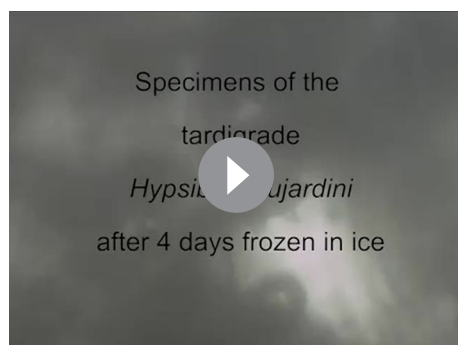 Specimens of the
tardigrade
after 4 days frozen in ice